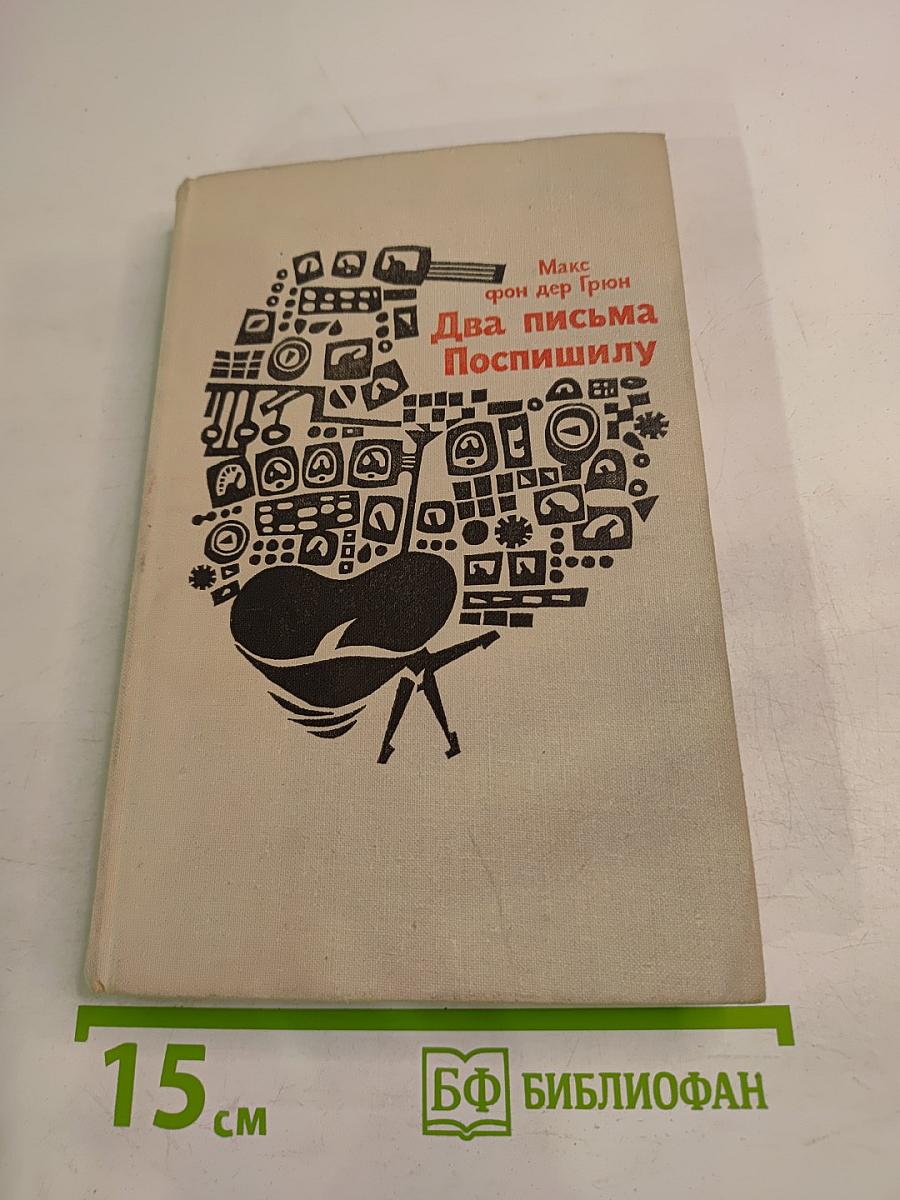 Макс
фон дер Грюн
Два письма
Поспишилу
15 см
БФ БИБЛИОФАН